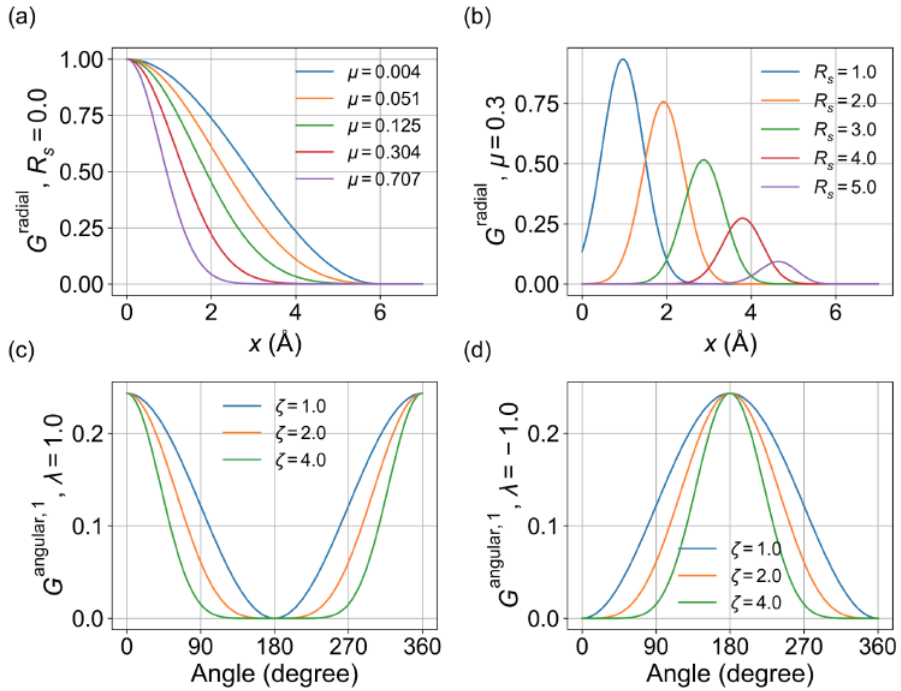 (a)
G^radial, R_s = 0.0
1.00
0.75
0.50
0.25
0.00
μ = 0.004
μ = 0.051
μ = 0.125
μ = 0.304
μ = 0.707
0 2 4 6
x (Å)
(b)
G^radial, μ = 0.3
0.75
0.50
0.25
0.00
R_s = 1.0
R_s = 2.0
R_s = 3.0
R_s = 4.0
R_s = 5.0
0 2 4 6
x (Å)
(c)
G^angular, 1, λ = 1.0
0.2
0.1
0.0
ζ = 1.0
ζ = 2.0
ζ = 4.0
0 90 180 270 360
Angle (degree)
(d)
G^angular, 1, λ = − 1.0
0.2
0.1
0.0
ζ = 1.0
ζ = 2.0
ζ = 4.0
0 90 180 270 360
Angle (degree)